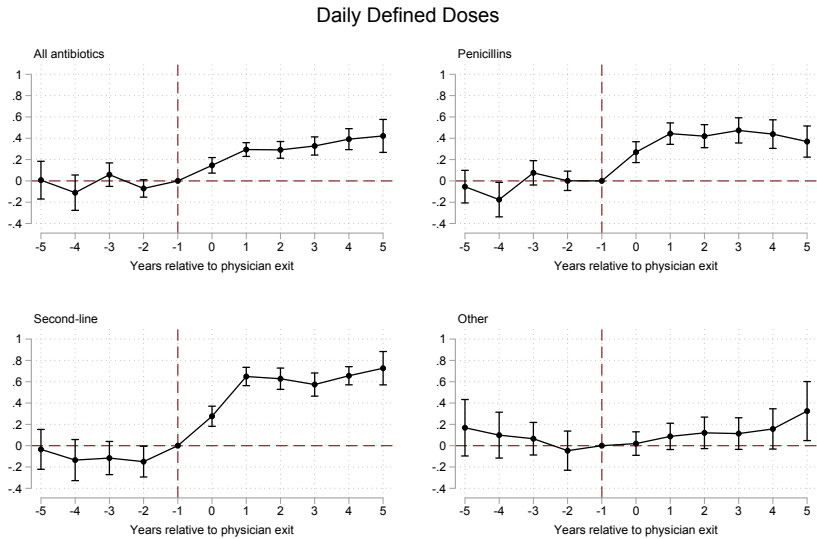 Daily Defined Doses
All antibiotics
1
.8
.6
.4
.2
0
-.2
-.4
-5 -4 -3 -2 -1 0 1 2 3 4 5
Years relative to physician exit
Penicillins
1
.8
.6
.4
.2
0
-.2
-.4
-5 -4 -3 -2 -1 0 1 2 3 4 5
Years relative to physician exit
Second-line
1
.8
.6
.4
.2
0
-.2
-.4
-5 -4 -3 -2 -1 0 1 2 3 4 5
Years relative to physician exit
Other
1
.8
.6
.4
.2
0
-.2
-.4
-5 -4 -3 -2 -1 0 1 2 3 4 5
Years relative to physician exit